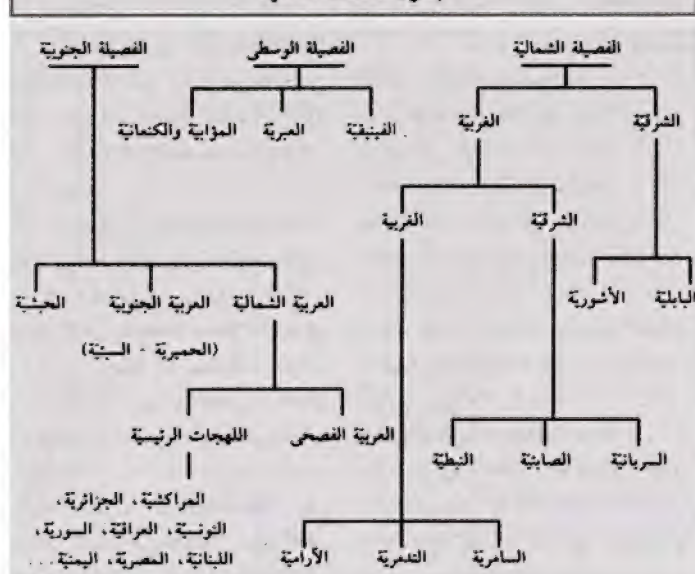 الفصيلة الشمالية الفصيلة الوسطى الفصيلة الجنوبية
الشرقية الغربية الفينيقية العبرية المؤابية والكنعانية
الشرقية الغربية
البابلية الأشورية العربية الشمالية العربية الجنوبية الحبشية
(الحميرية - السبئية)
العربية الفصحى اللهجات الرئيسية
السريانية الصابئية النبطية
المراكشية، الجزائرية،
التونسية، العراقية، السورية،
اللبنانية، المصرية، اليمنية...
السامرية التدمرية الآرامية